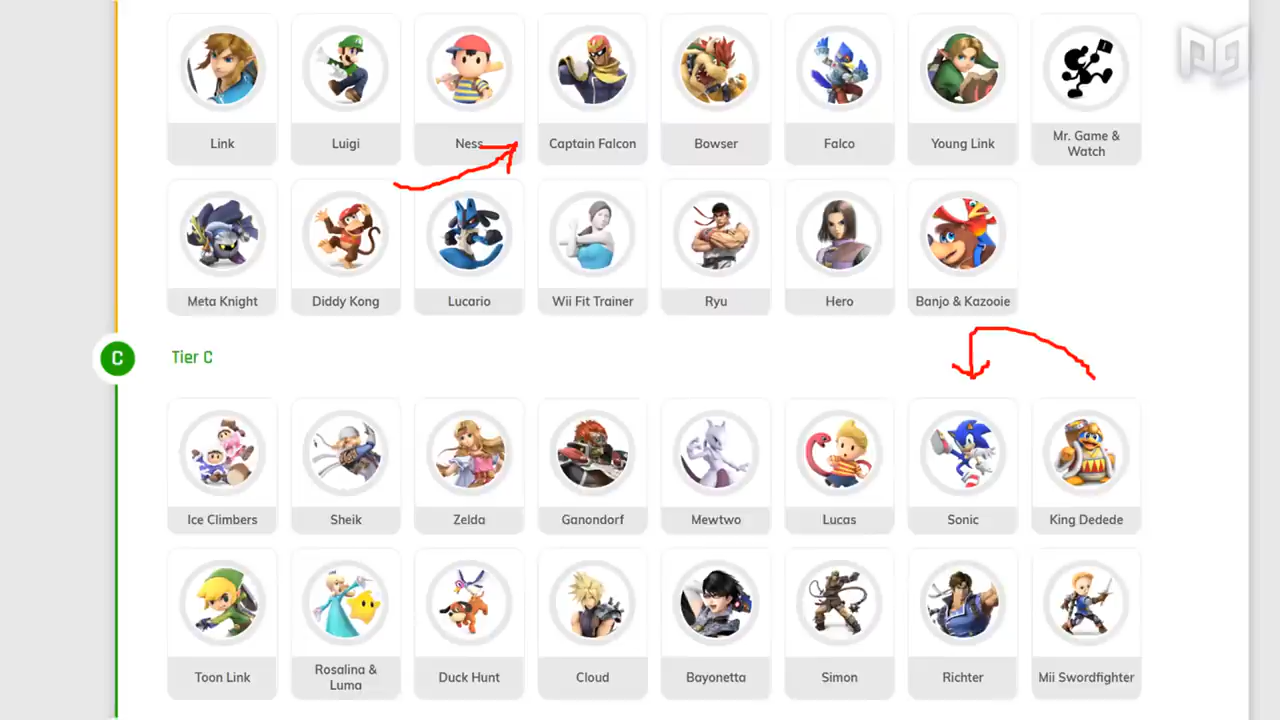 Link
Luigi
Ness
Captain Falcon
Bowser
Falco
Young Link
Mr. Game &
Watch
Meta Knight
Diddy Kong
Lucario
Wii Fit Trainer
Ryu
Hero
Banjo & Kazooie
C
Tier C
Ice Climbers
Sheik
Zelda
Ganondorf
Mewtwo
Lucas
Sonic
King Dedede
Toon Link
Rosalina &
Luma
Duck Hunt
Cloud
Bayonetta
Simon
Richter
Mii Swordfighter
PG